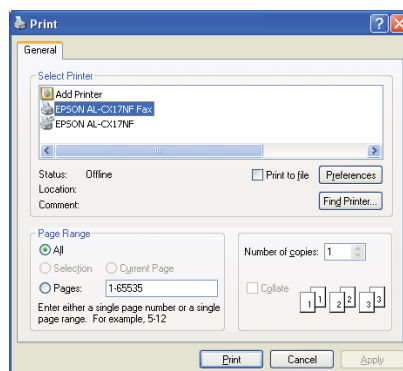 Print
General
Select Printer
Add Printer
EPSON AL-CX17NF Fax
EPSON AL-CX17NF
Status: Offline
Location:
Comment:
Print to file
Preferences
Find Printer...
Page Range
All
Selection Current Page
Pages: 1-65535
Enter either a single page number or a single
page range. For example, 5-12
Number of copies: 1
Collate
1 1 2 2 3 3
Print Cancel Apply